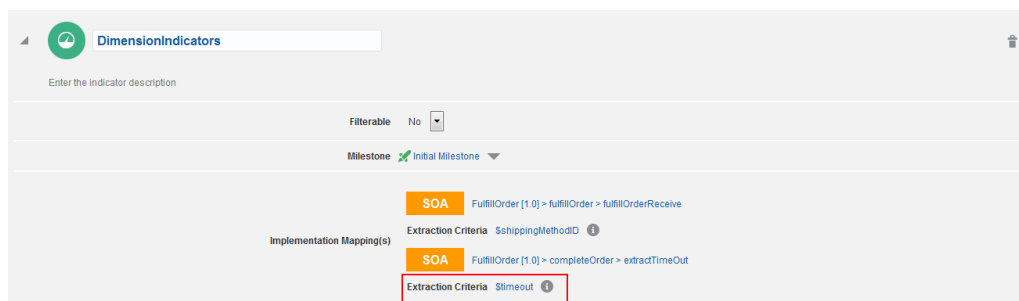 DimensionIndicators
Enter the indicator description
Filterable No
Milestone Initial Milestone
SOA FulfillOrder [1.0] > fulfillOrder > fulfillOrderReceive
Implementation Mapping(s)
Extraction Criteria $shippingMethodID
SOA FulfillOrder [1.0] > completeOrder > extractTimeOut
Extraction Criteria $timeout